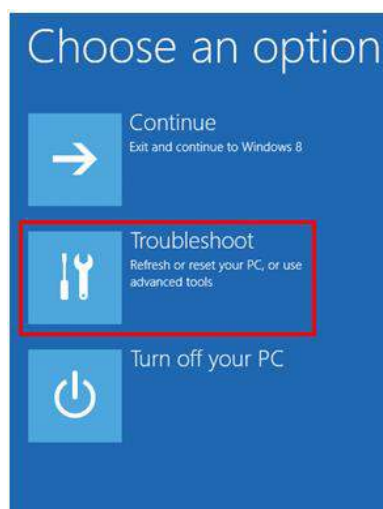 Choose an option
Continue
Exit and continue to Windows 8
Troubleshoot
Refresh or reset your PC, or use
advanced tools
Turn off your PC